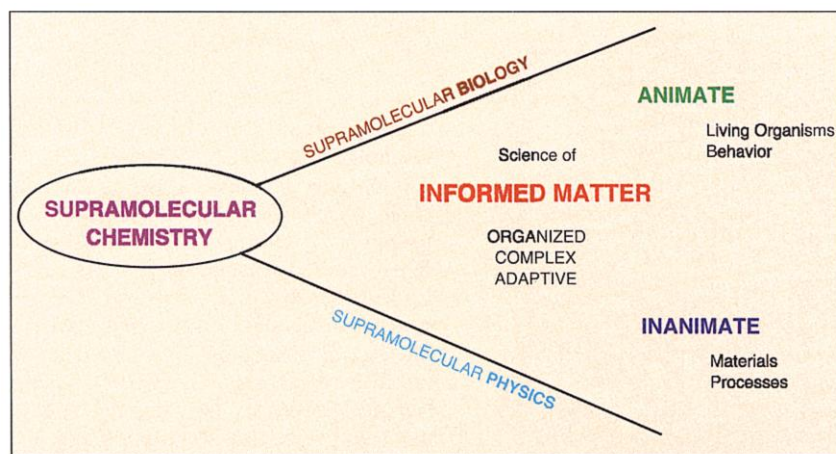 SUPRAMOLECULAR
CHEMISTRY
SUPRAMOLECULAR BIOLOGY
Science of
INFORMED MATTER
ORGANIZED
COMPLEX
ADAPTIVE
SUPRAMOLECULAR PHYSICS
ANIMATE
Living Organisms
Behavior
INANIMATE
Materials
Processes